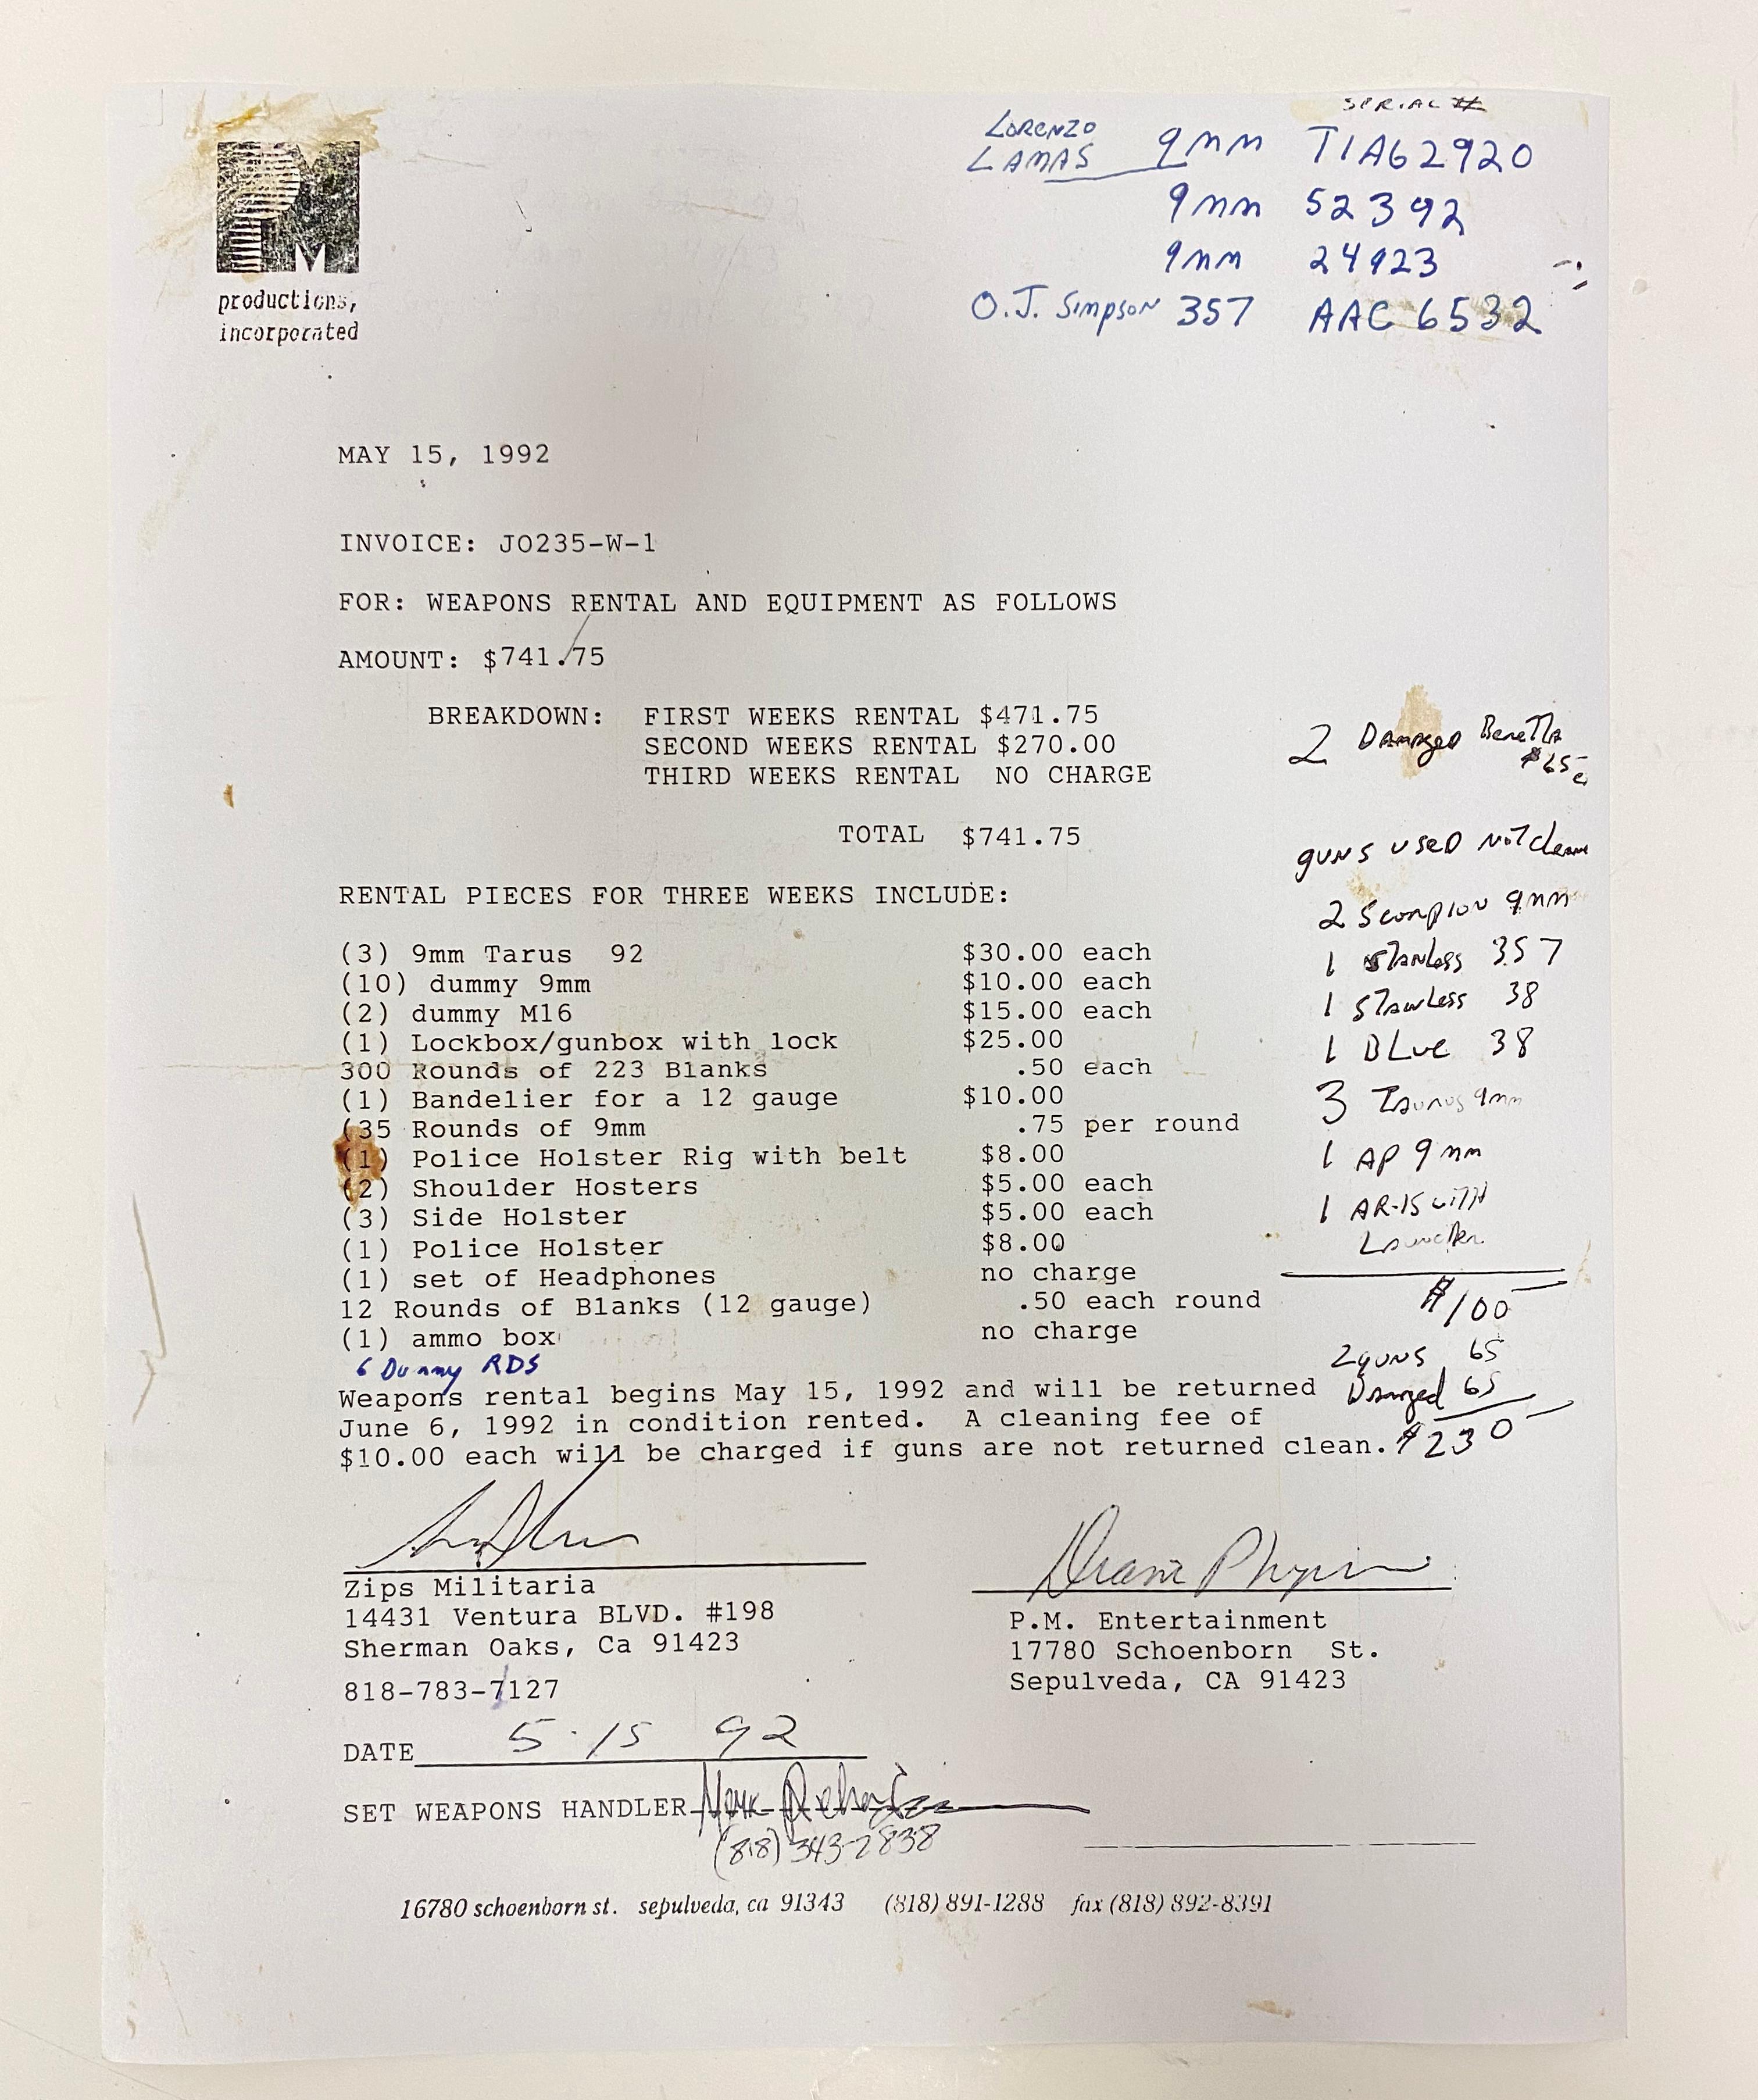 PM
productions,
incorporated
SERIAL #
LORENZO
LAMAS 9mm T1A62920
9mm 52392
9mm 24923
O.J. Simpson 357 AAC 6532
MAY 15, 1992
INVOICE: JO235-W-1
FOR: WEAPONS RENTAL AND EQUIPMENT AS FOLLOWS
AMOUNT: $741.75
BREAKDOWN: FIRST WEEKS RENTAL $471.75
SECOND WEEKS RENTAL $270.00
THIRD WEEKS RENTAL NO CHARGE
TOTAL $741.75
2 Damaged Beretta
$65
guns used not clean
RENTAL PIECES FOR THREE WEEKS INCLUDE:
(3) 9mm Tarus 92 $30.00 each
(10) dummy 9mm $10.00 each
(2) dummy M16 $15.00 each
(1) Lockbox/gunbox with lock $25.00
300 Rounds of 223 Blanks .50 each
(1) Bandelier for a 12 gauge $10.00
(35 Rounds of 9mm .75 per round
(1) Police Holster Rig with belt $8.00
(2) Shoulder Hosters $5.00 each
(3) Side Holster $5.00 each
(1) Police Holster $8.00
(1) set of Headphones no charge
12 Rounds of Blanks (12 gauge) .50 each round
(1) ammo box no charge
6 Dummy RDS
2 Scorpion 9mm
1 Stanless 357
1 Stanless 38
1 BLue 38
3 Taurus 9mm
1 AP 9mm
1 AR-15 with
Launcher
$100
2 guns 65
Damaged 65
$230
Weapons rental begins May 15, 1992 and will be returned
June 6, 1992 in condition rented. A cleaning fee of
$10.00 each will be charged if guns are not returned clean.
Zips Militaria
14431 Ventura BLVD. #198
Sherman Oaks, Ca 91423
818-783-7127
P.M. Entertainment
17780 Schoenborn St.
Sepulveda, CA 91423
DATE 5·15 92
SET WEAPONS HANDLER Mark
(818) 343-2838
16780 schoenborn st. sepulveda, ca 91343 (818) 891-1288 fax (818) 892-8391